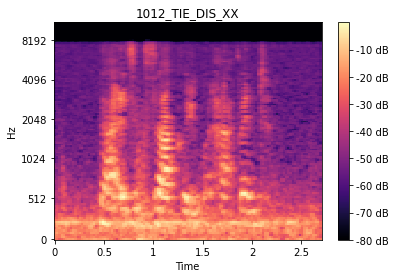 1012_TIE_DIS_XX
8192
4096
2048
1024
512
0
Hz
0
0.5
1
1.5
2
2.5
Time
-10 dB
-20 dB
-30 dB
-40 dB
-50 dB
-60 dB
-70 dB
-80 dB